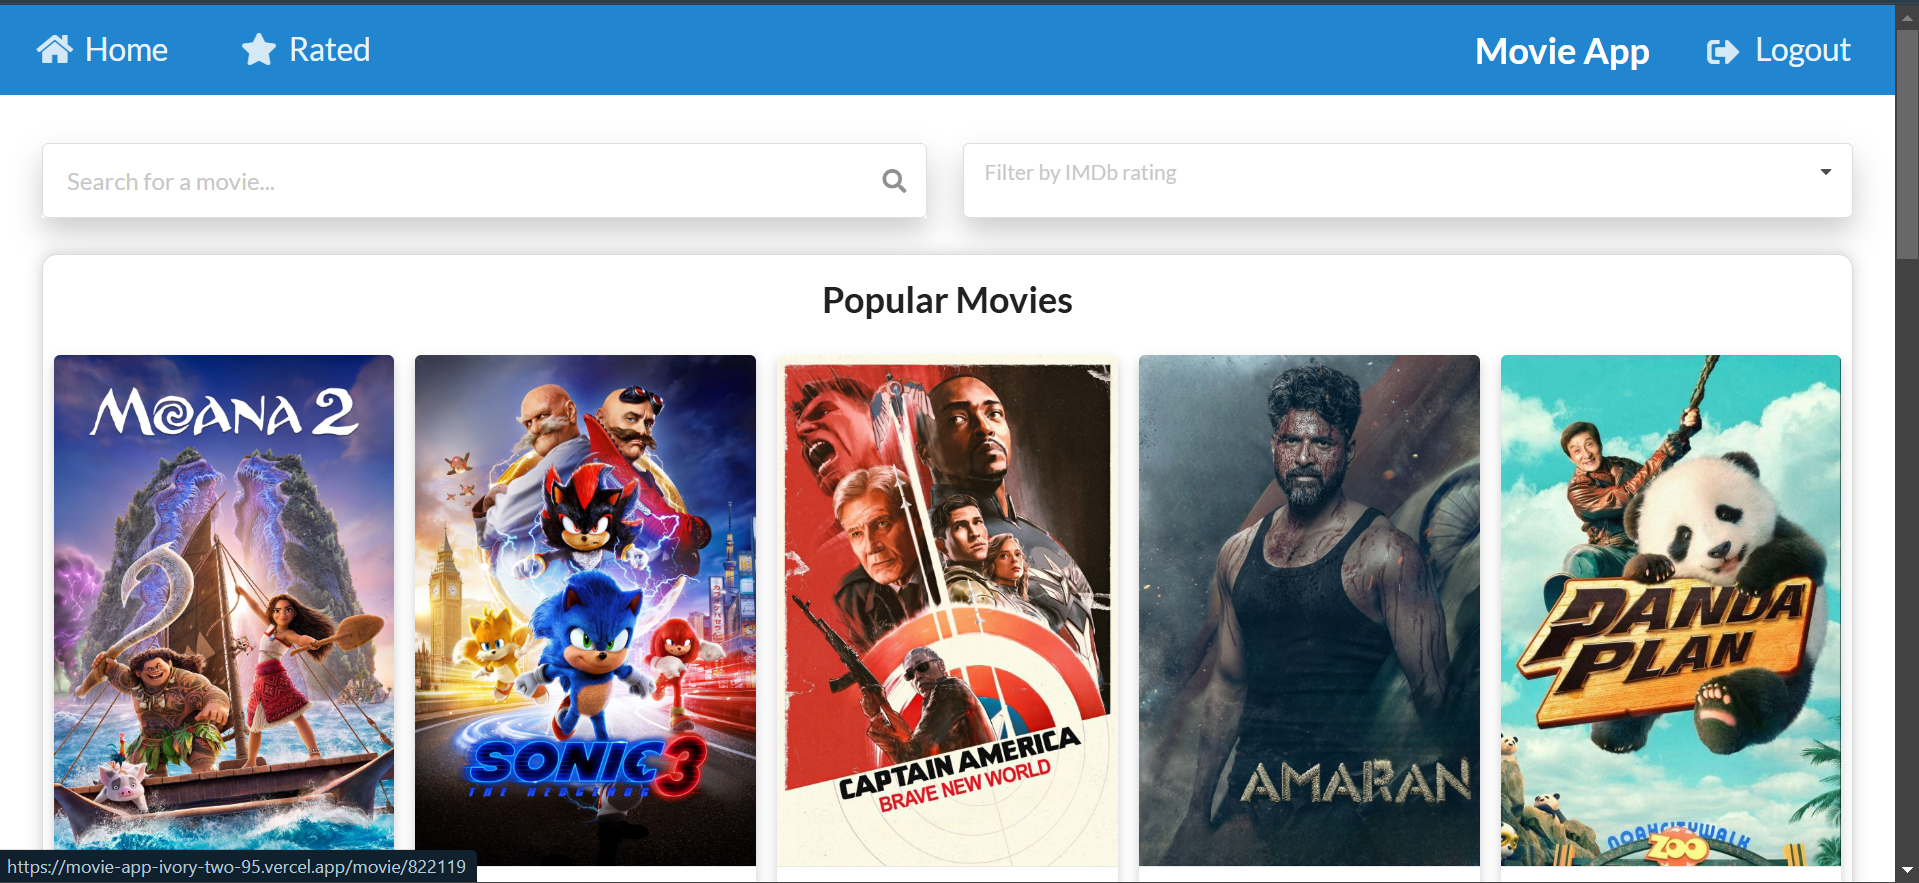 Home
Rated
Movie App
Logout
Search for a movie...
Filter by IMDb rating
Popular Movies
MOANA 2
SONIC 3
THE HEDGEHOG
CAPTAIN AMERICA
BRAVE NEW WORLD
AMARAN
PANDA
PLAN
ZOO
https://movie-app-ivory-two-95.vercel.app/movie/822119